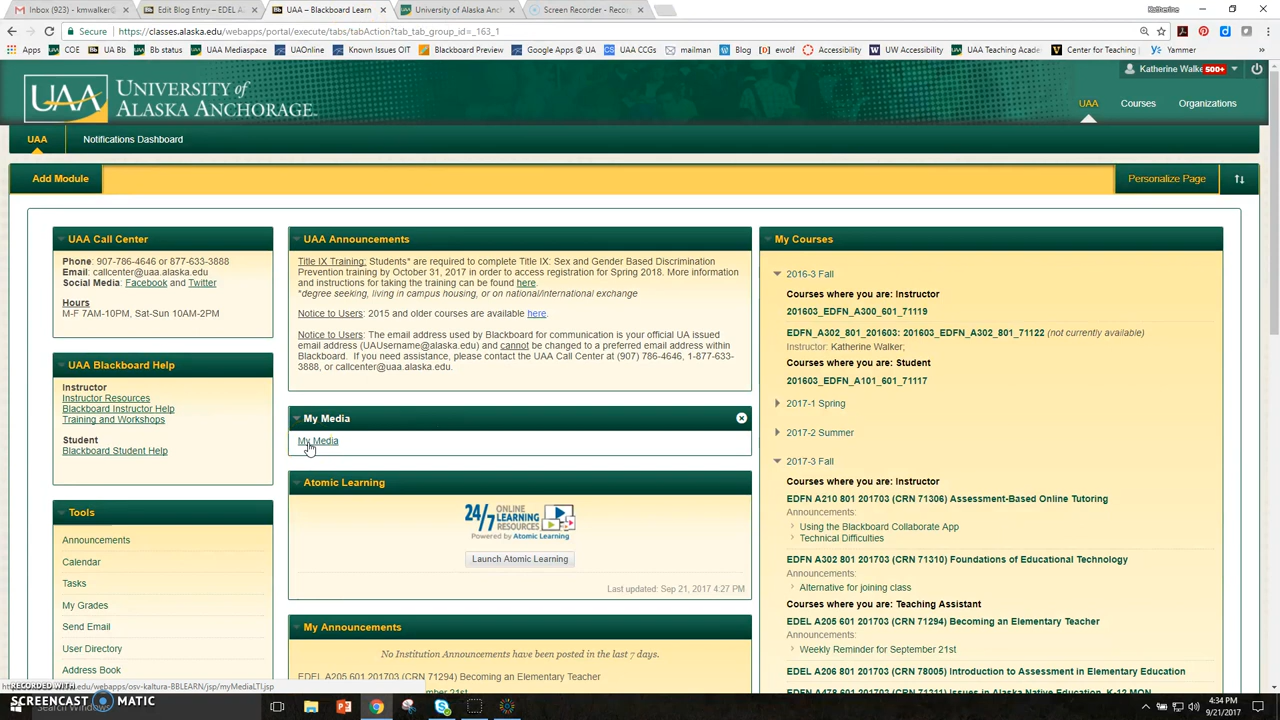 Inbox (923) - kmwalker@
Edit Blog Entry – EDEL A
UAA – Blackboard Learn
University of Alaska Anch
Screen Recorder - Record
Katherine
Secure
https://classes.alaska.edu/webapps/portal/execute/tabs/tabAction?tab_tab_group_id=_163_1
Apps
COE
UA Bb
UA Mediaspace
UAOnline
Known Issues OIT
Blackboard Preview
Google Apps @ UA
UAA CCGs
mailman
Blog
ewolf
Accessibility
UW Accessibility
UAA Teaching Acade
Center for Teaching
Yammer
UAA
UNIVERSITY of
ALASKA ANCHORAGE.
Katherine Walke
500+
UAA
Courses
Organizations
UAA
Notifications Dashboard
Add Module
Personalize Page
UAA Call Center
Phone: 907-786-4646 or 877-633-3888
Email: callcenter@uaa.alaska.edu
Social Media: Facebook and Twitter
Hours
M-F 7AM-10PM, Sat-Sun 10AM-2PM
UAA Blackboard Help
Instructor
Instructor Resources
Blackboard Instructor Help
Training and Workshops
Student
Blackboard Student Help
Tools
Announcements
Calendar
Tasks
My Grades
Send Email
User Directory
Address Book
UAA Announcements
Title IX Training: Students* are required to complete Title IX: Sex and Gender Based Discrimination
Prevention training by October 31, 2017 in order to access registration for Spring 2018. More information
and instructions for taking the training can be found here.
*degree seeking, living in campus housing, or on national/international exchange
Notice to Users: 2015 and older courses are available here.
Notice to Users: The email address used by Blackboard for communication is your official UA issued
email address (UAUsername@alaska.edu) and cannot be changed to a preferred email address within
Blackboard. If you need assistance, please contact the UAA Call Center at (907) 786-4646, 1-877-633-
3888, or callcenter@uaa.alaska.edu.
My Media
My Media
Atomic Learning
24/7 ONLINE LEARNING RESOURCES
Powered by Atomic Learning
Launch Atomic Learning
Last updated: Sep 21, 2017 4:27 PM
My Announcements
No Institution Announcements have been posted in the last 7 days.
EDEL A205 601 201703 (CRN 71294) Becoming an Elementary Teacher
My Courses
2016-3 Fall
Courses where you are: Instructor
201603_EDFN_A300_601_71119
EDFN_A302_801_201603: 201603_EDFN_A302_801_71122 (not currently available)
Instructor: Katherine Walker;
Courses where you are: Student
201603_EDFN_A101_601_71117
2017-1 Spring
2017-2 Summer
2017-3 Fall
Courses where you are: Instructor
EDFN A210 801 201703 (CRN 71306) Assessment-Based Online Tutoring
Announcements:
Using the Blackboard Collaborate App
Technical Difficulties
EDFN A302 801 201703 (CRN 71310) Foundations of Educational Technology
Announcements:
Alternative for joining class
Courses where you are: Teaching Assistant
EDEL A205 601 201703 (CRN 71294) Becoming an Elementary Teacher
Announcements:
Weekly Reminder for September 21st
EDEL A206 601 201703 (CRN 78005) Introduction to Assessment in Elementary Education
RECORDED WITH
SCREENCAST MATIC
4:34 PM
9/21/2017